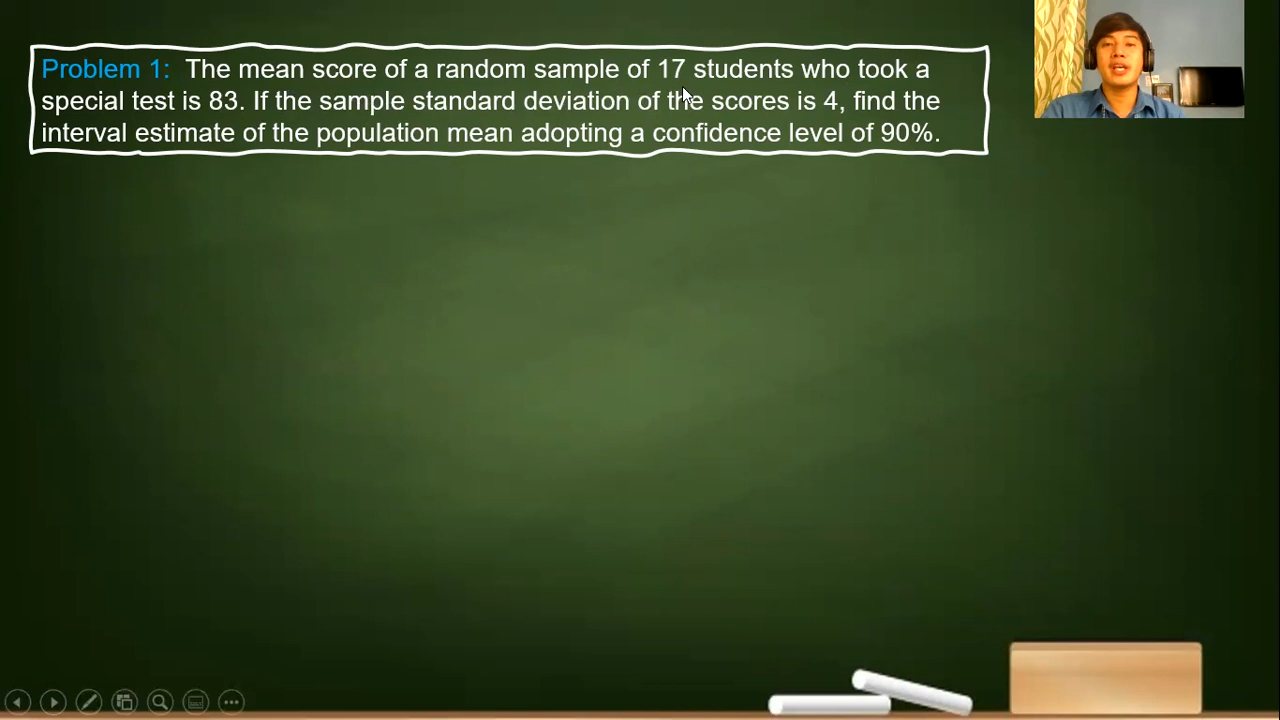 Problem 1: The mean score of a random sample of 17 students who took a
special test is 83. If the sample standard deviation of the scores is 4, find the
interval estimate of the population mean adopting a confidence level of 90%.